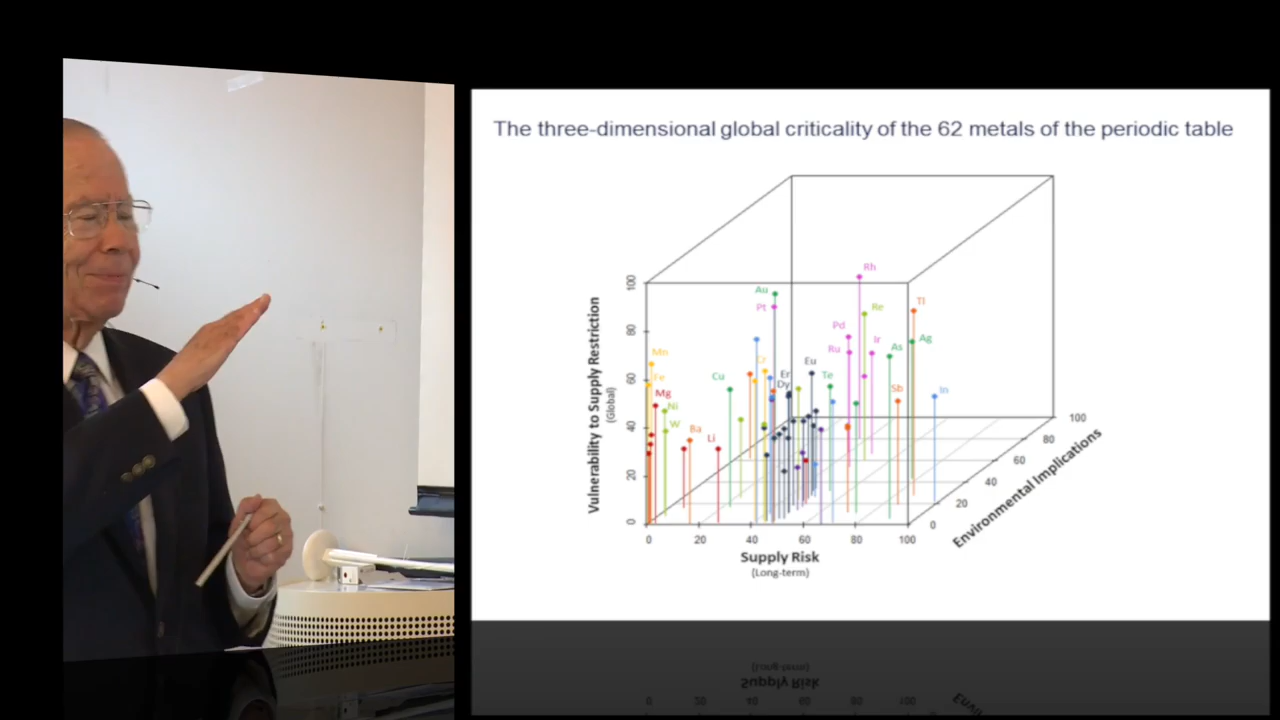 The three-dimensional global criticality of the 62 metals of the periodic table
Vulnerability to Supply Restriction
(Global)
100
80
60
40
20
0
Rh
Au
Pt
Re
Tl
Pd
Ru
Ir
As
Ag
Mn
Fe
Mg
Ni
W
Ba
Li
Cu
Cr
Er
Dy
Eu
Te
Sb
In
0 20 40 60 80 100
Supply Risk
(Long-term)
0
20
40
60
80
100
Environmental Implications